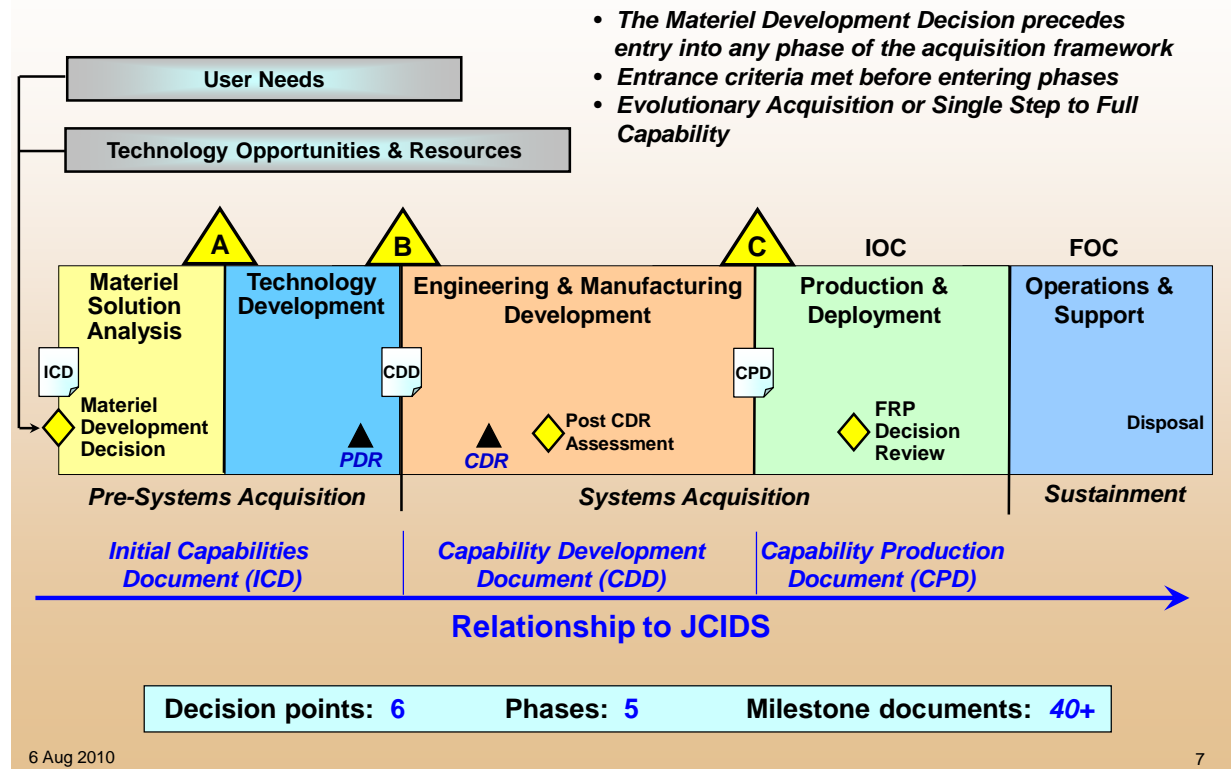 • The Materiel Development Decision precedes
entry into any phase of the acquisition framework
• Entrance criteria met before entering phases
• Evolutionary Acquisition or Single Step to Full
Capability
User Needs
Technology Opportunities & Resources
A
B
C
IOC
FOC
Materiel
Solution
Analysis
Technology
Development
Engineering & Manufacturing
Development
Production &
Deployment
Operations &
Support
ICD
CDD
CPD
Materiel
Development
Decision
PDR
CDR
Post CDR
Assessment
FRP
Decision
Review
Disposal
Pre-Systems Acquisition
Systems Acquisition
Sustainment
Initial Capabilities
Document (ICD)
Capability Development
Document (CDD)
Capability Production
Document (CPD)
Relationship to JCIDS
Decision points: 6 Phases: 5 Milestone documents: 40+
6 Aug 2010
7